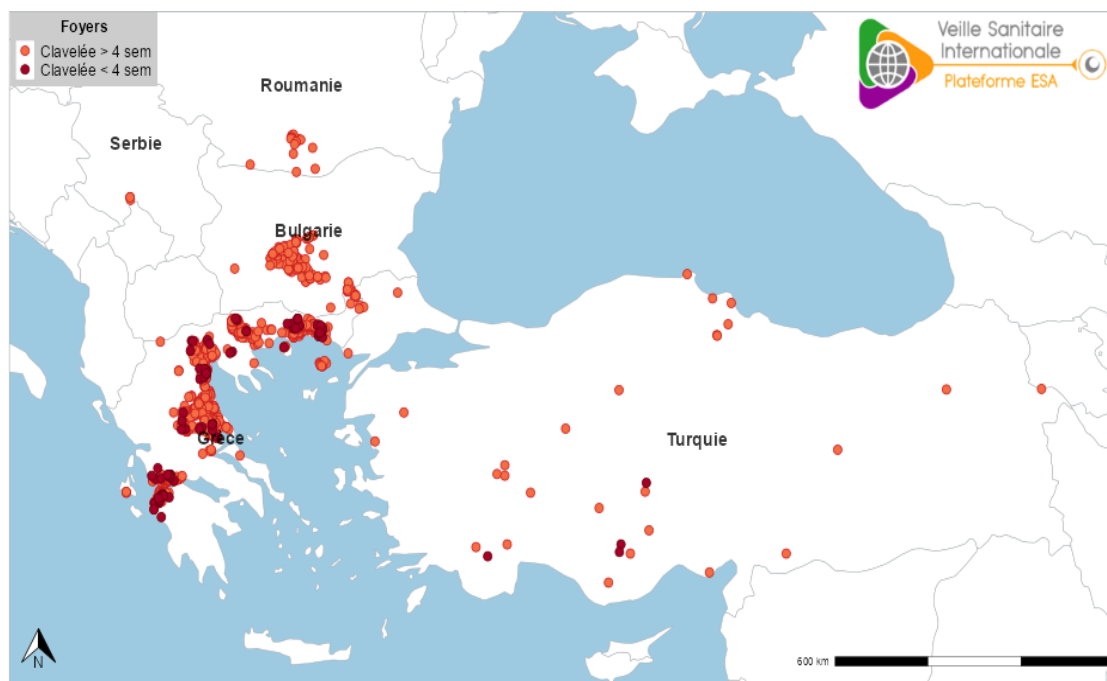 Foyers
Clavelée > 4 sem
Clavelée < 4 sem
Veille Sanitaire
Internationale
Plateforme ESA
Roumanie
Serbie
Bulgarie
Grèce
Turquie
N
600 km